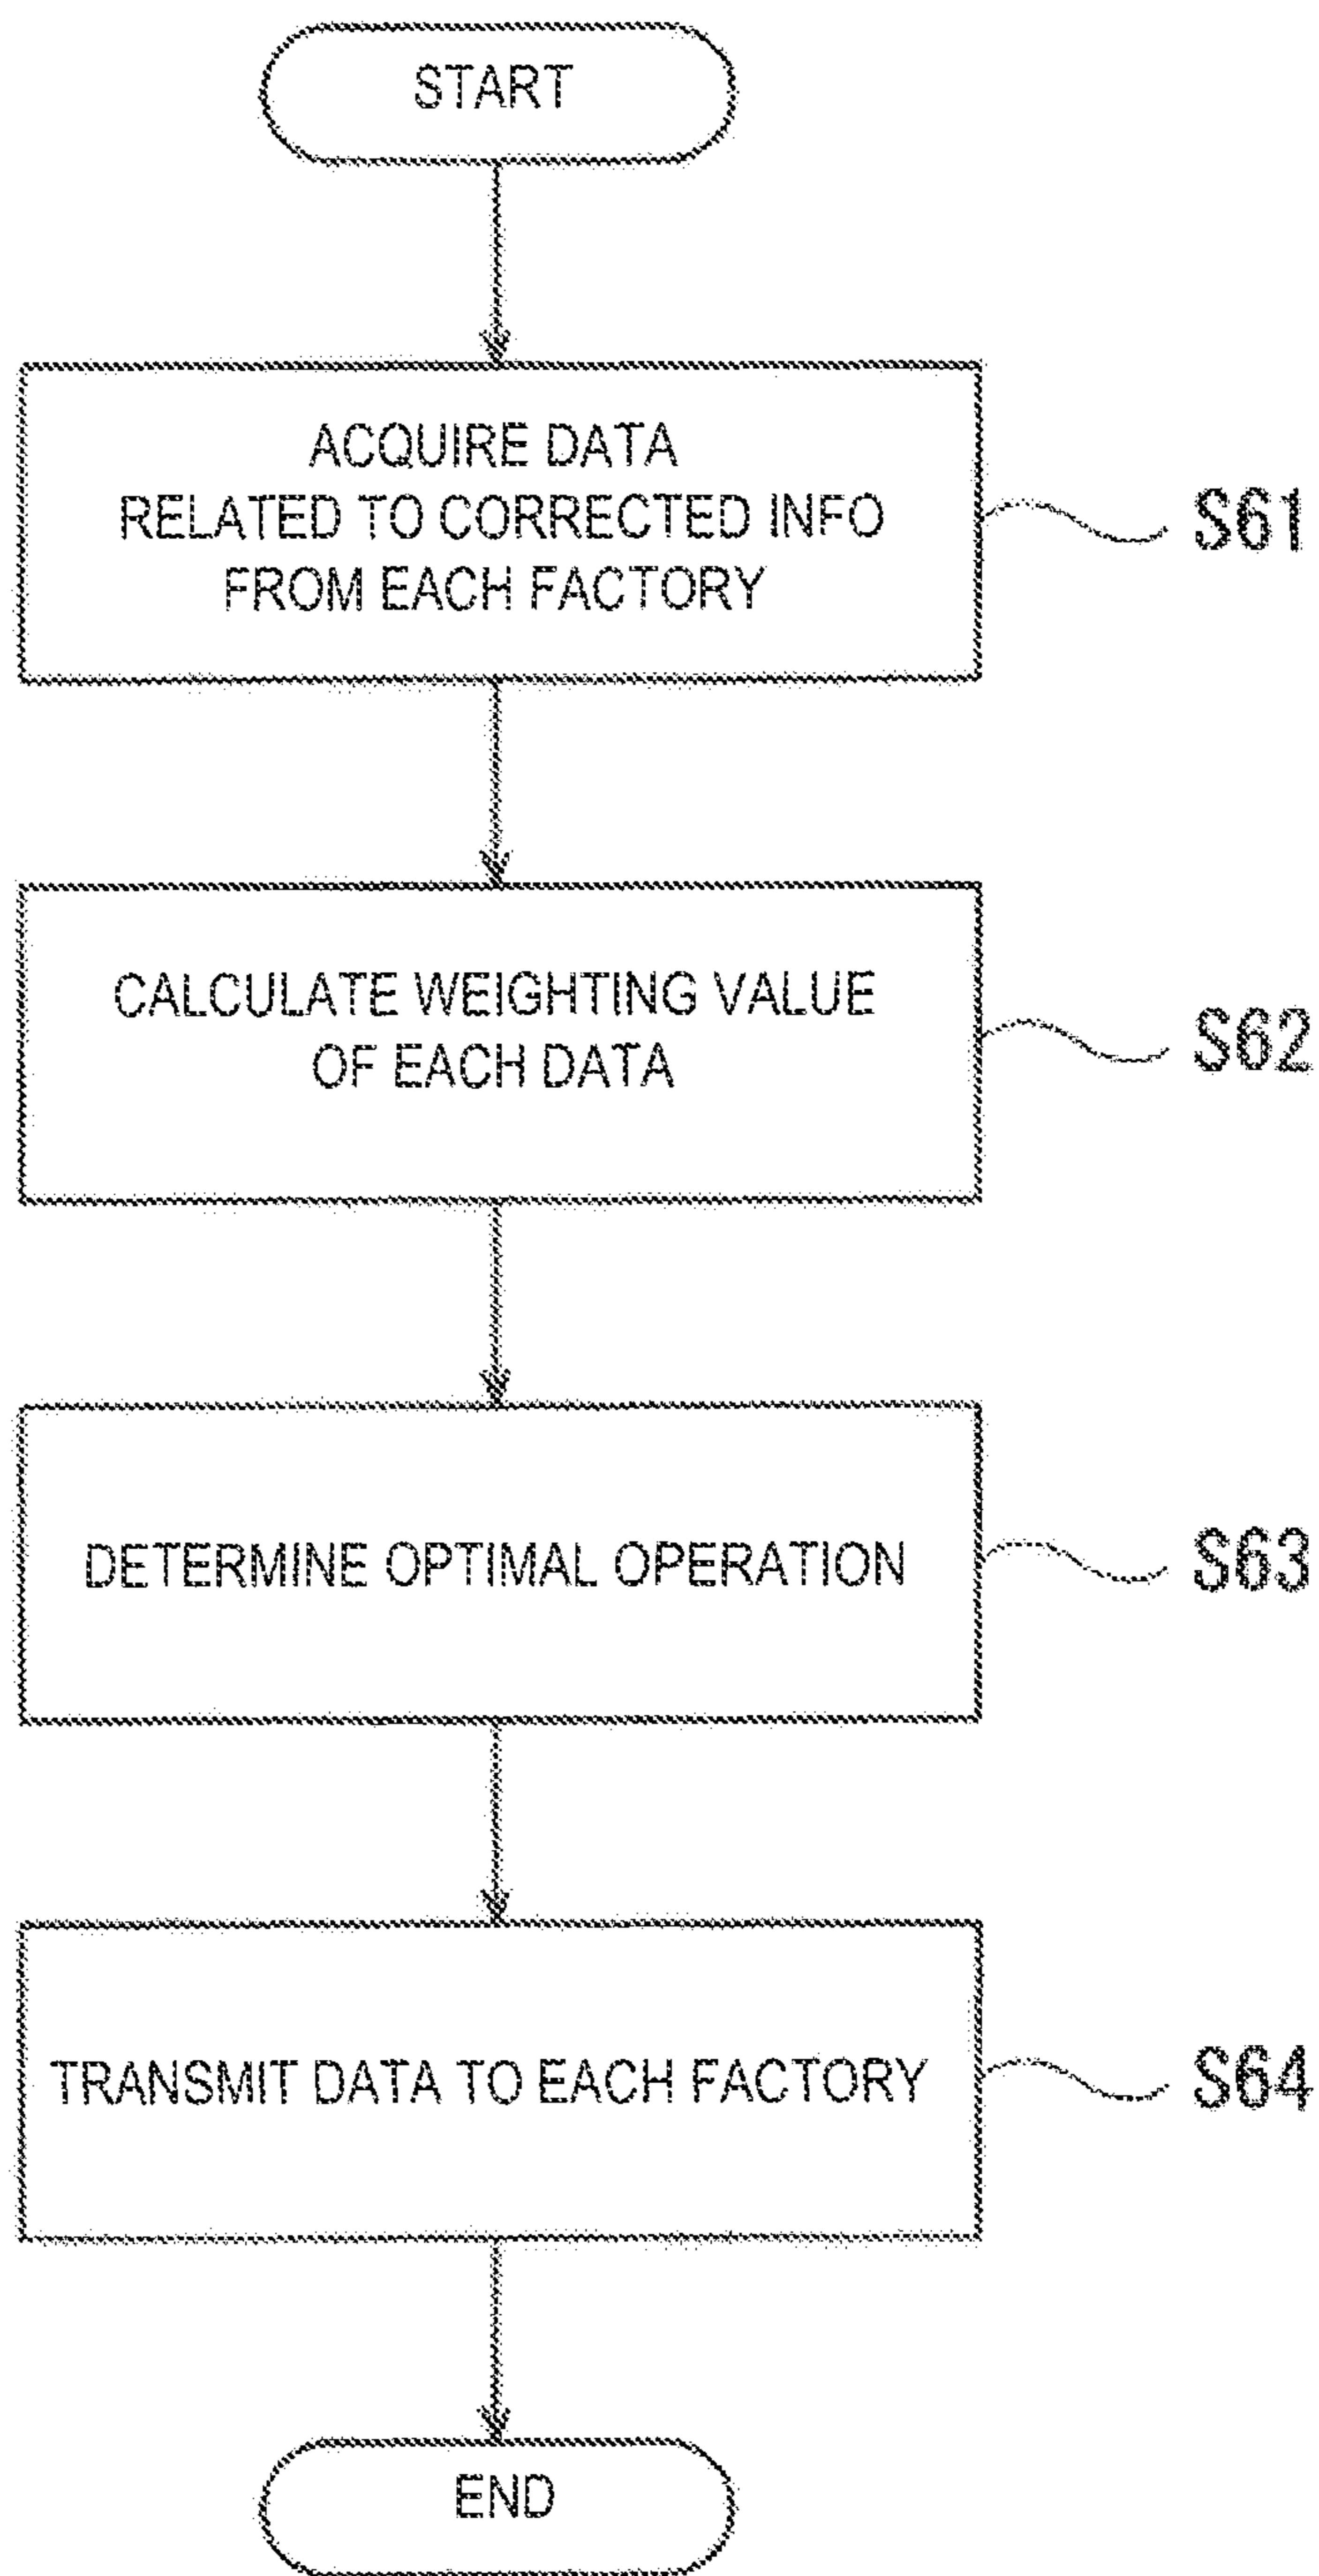 START
ACQUIRE DATA
RELATED TO CORRECTED INFO
FROM EACH FACTORY
S61
CALCULATE WEIGHTING VALUE
OF EACH DATA
S62
DETERMINE OPTIMAL OPERATION
S63
TRANSMIT DATA TO EACH FACTORY
S64
END